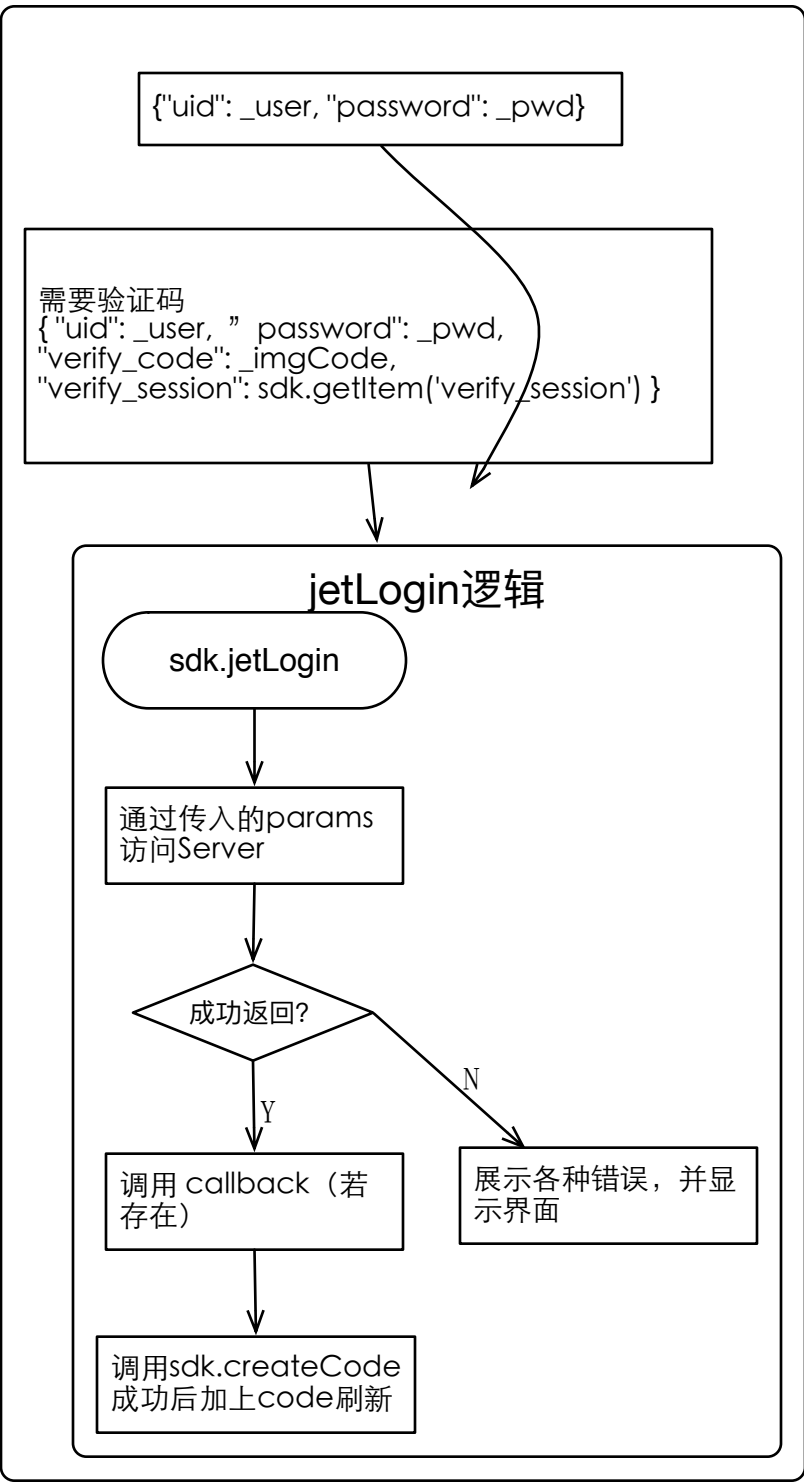 {"uid": _user, "password": _pwd}
需要验证码
{ "uid": _user, ” password": _pwd,
"verify_code": _imgCode,
"verify_session": sdk.getItem('verify_session') }
jetLogin逻辑
sdk.jetLogin
通过传入的params
访问Server
成功返回?
N
Y
调用 callback（若
存在）
展示各种错误，并显
示界面
调用sdk.createCode
成功后加上code刷新